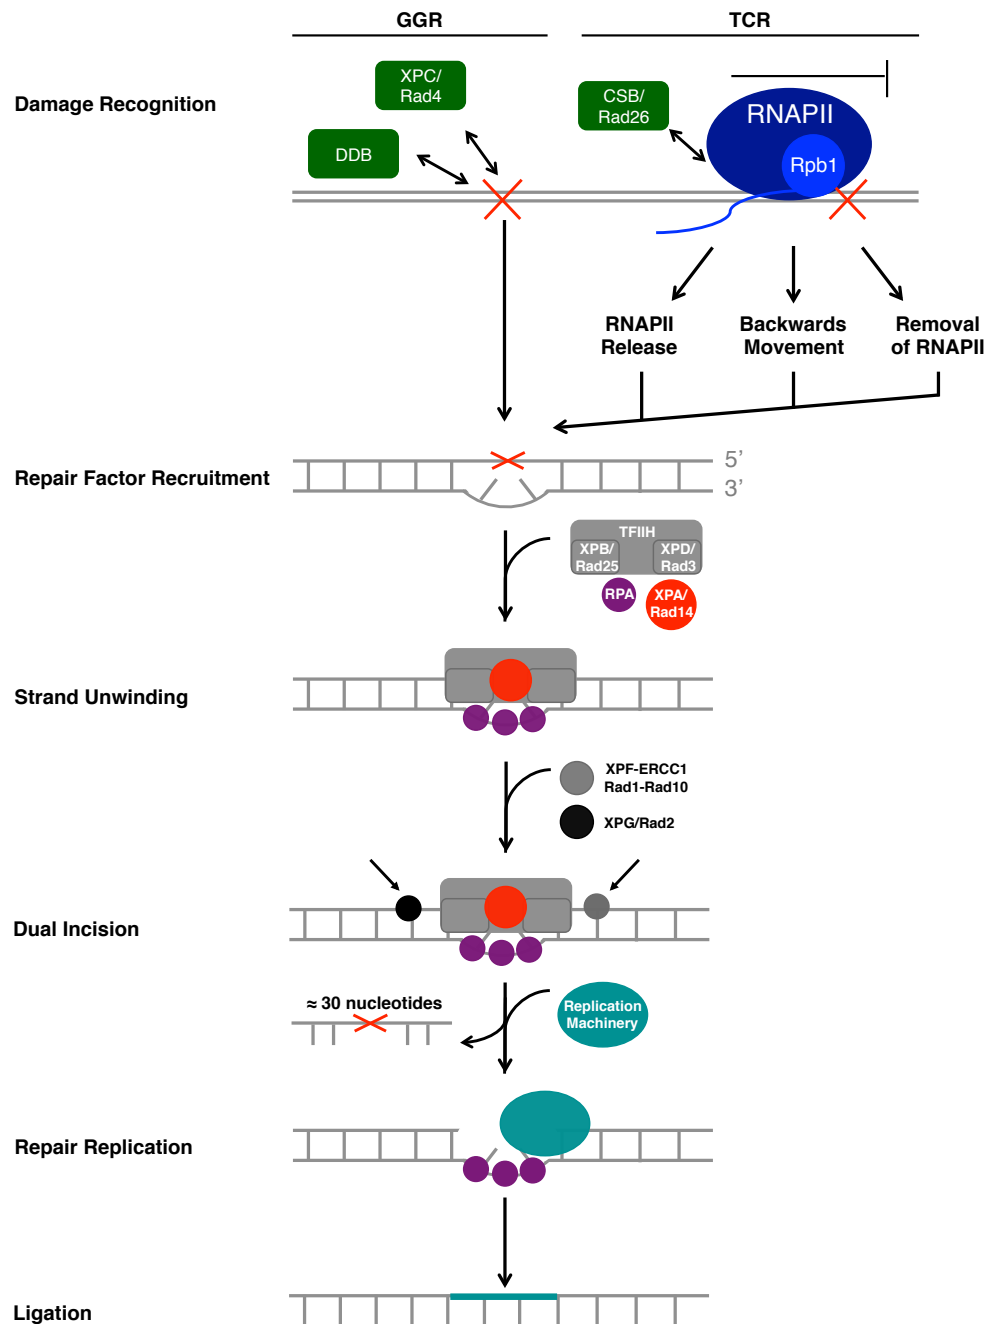 GGR
TCR
Damage Recognition
XPC/
Rad4
DDB
CSB/
Rad26
RNAPII
Rpb1
RNAPII
Release
Backwards
Movement
Removal
of RNAPII
Repair Factor Recruitment
5’
3’
TFIIH
XPB/
Rad25
XPD/
Rad3
RPA
XPA/
Rad14
Strand Unwinding
XPF-ERCC1
Rad1-Rad10
XPG/Rad2
Dual Incision
≈ 30 nucleotides
Replication
Machinery
Repair Replication
Ligation